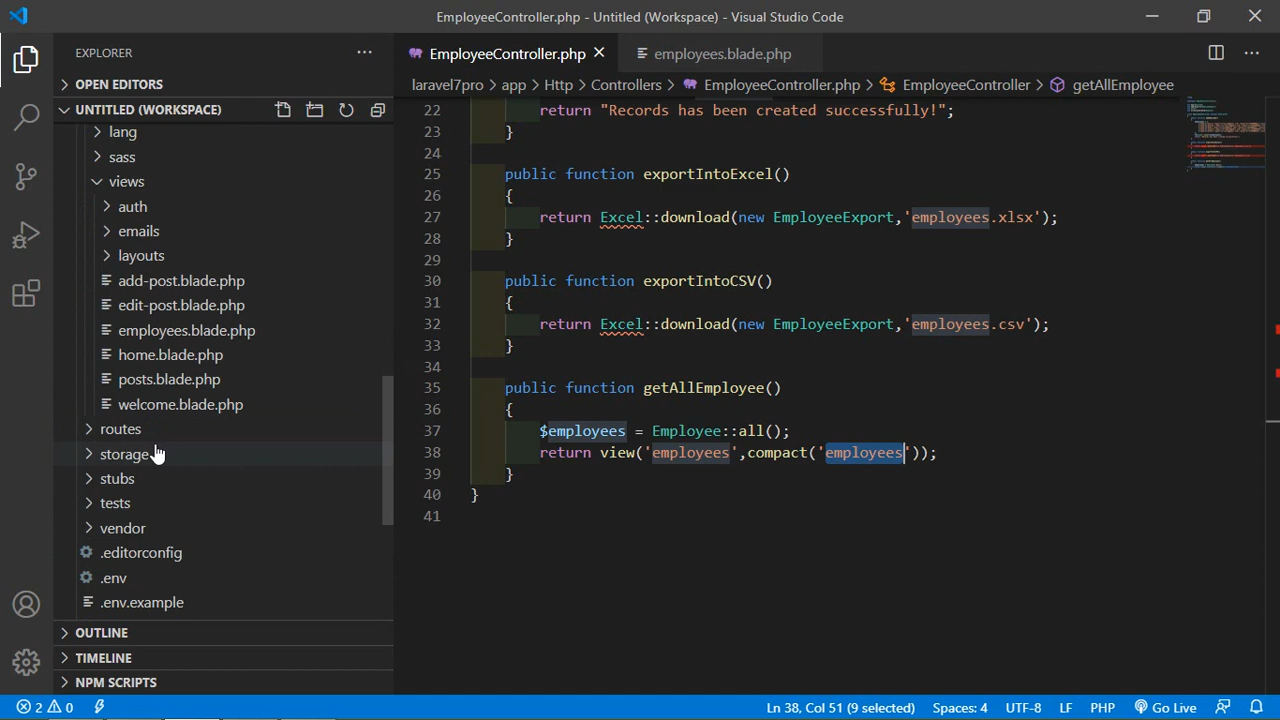 EmployeeController.php - Untitled (Workspace) - Visual Studio Code
EXPLORER
OPEN EDITORS
UNTITLED (WORKSPACE)
lang
sass
views
auth
emails
layouts
add-post.blade.php
edit-post.blade.php
employees.blade.php
home.blade.php
posts.blade.php
welcome.blade.php
routes
storage
stubs
tests
vendor
.editorconfig
.env
.env.example
OUTLINE
TIMELINE
NPM SCRIPTS
EmployeeController.php
employees.blade.php
laravel7pro > app > Http > Controllers > EmployeeController.php > EmployeeController > getAllEmployee
22 return "Records has been created successfully!";
23 }
24
25 public function exportIntoExcel()
26 {
27 return Excel::download(new EmployeeExport,'employees.xlsx');
28 }
29
30 public function exportIntoCSV()
31 {
32 return Excel::download(new EmployeeExport,'employees.csv');
33 }
34
35 public function getAllEmployee()
36 {
37 $employees = Employee::all();
38 return view('employees',compact('employees'));
39 }
40 }
41
2 0 Ln 38, Col 51 (9 selected) Spaces: 4 UTF-8 LF PHP Go Live